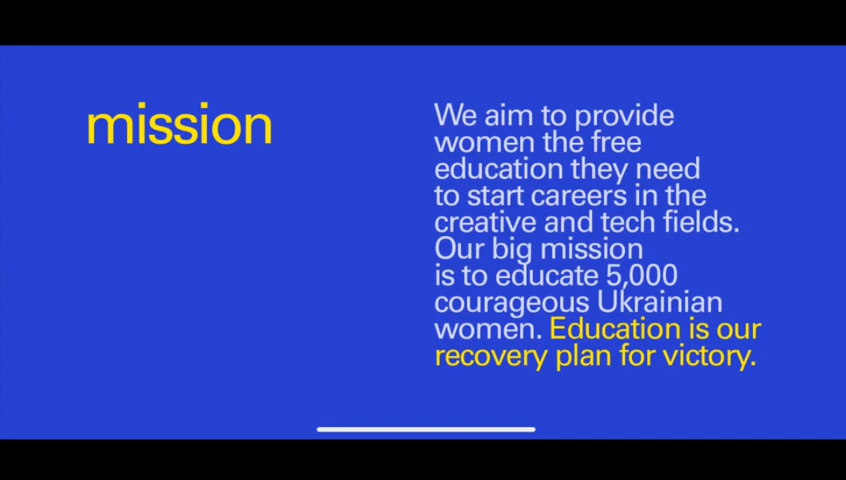 mission
We aim to provide
women the free
education they need
to start careers in the
creative and tech fields.
Our big mission
is to educate 5,000
courageous Ukrainian
women. Education is our
recovery plan for victory.